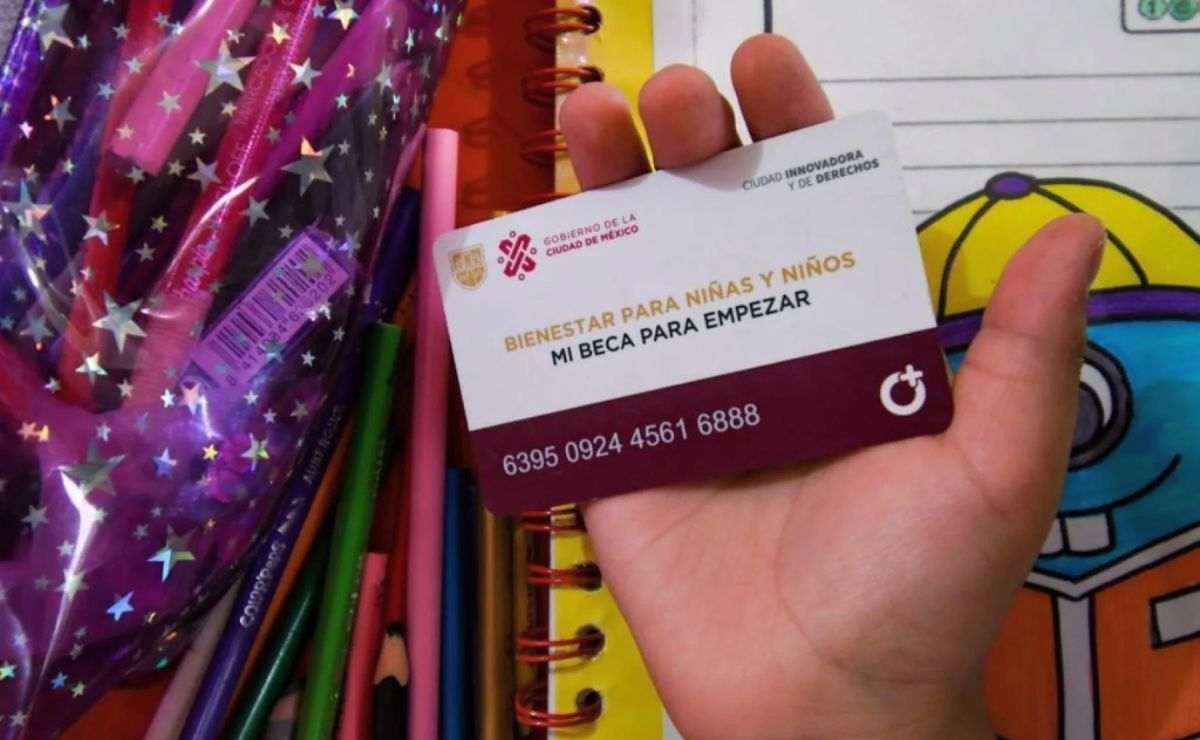 CIUDAD INNOVADORA
Y DE DERECHOS
GOBIERNO DE LA
CIUDAD DE MÉXICO
BIENESTAR PARA NIÑAS Y NIÑOS
MI BECA PARA EMPEZAR
6395 0924 4561 6888